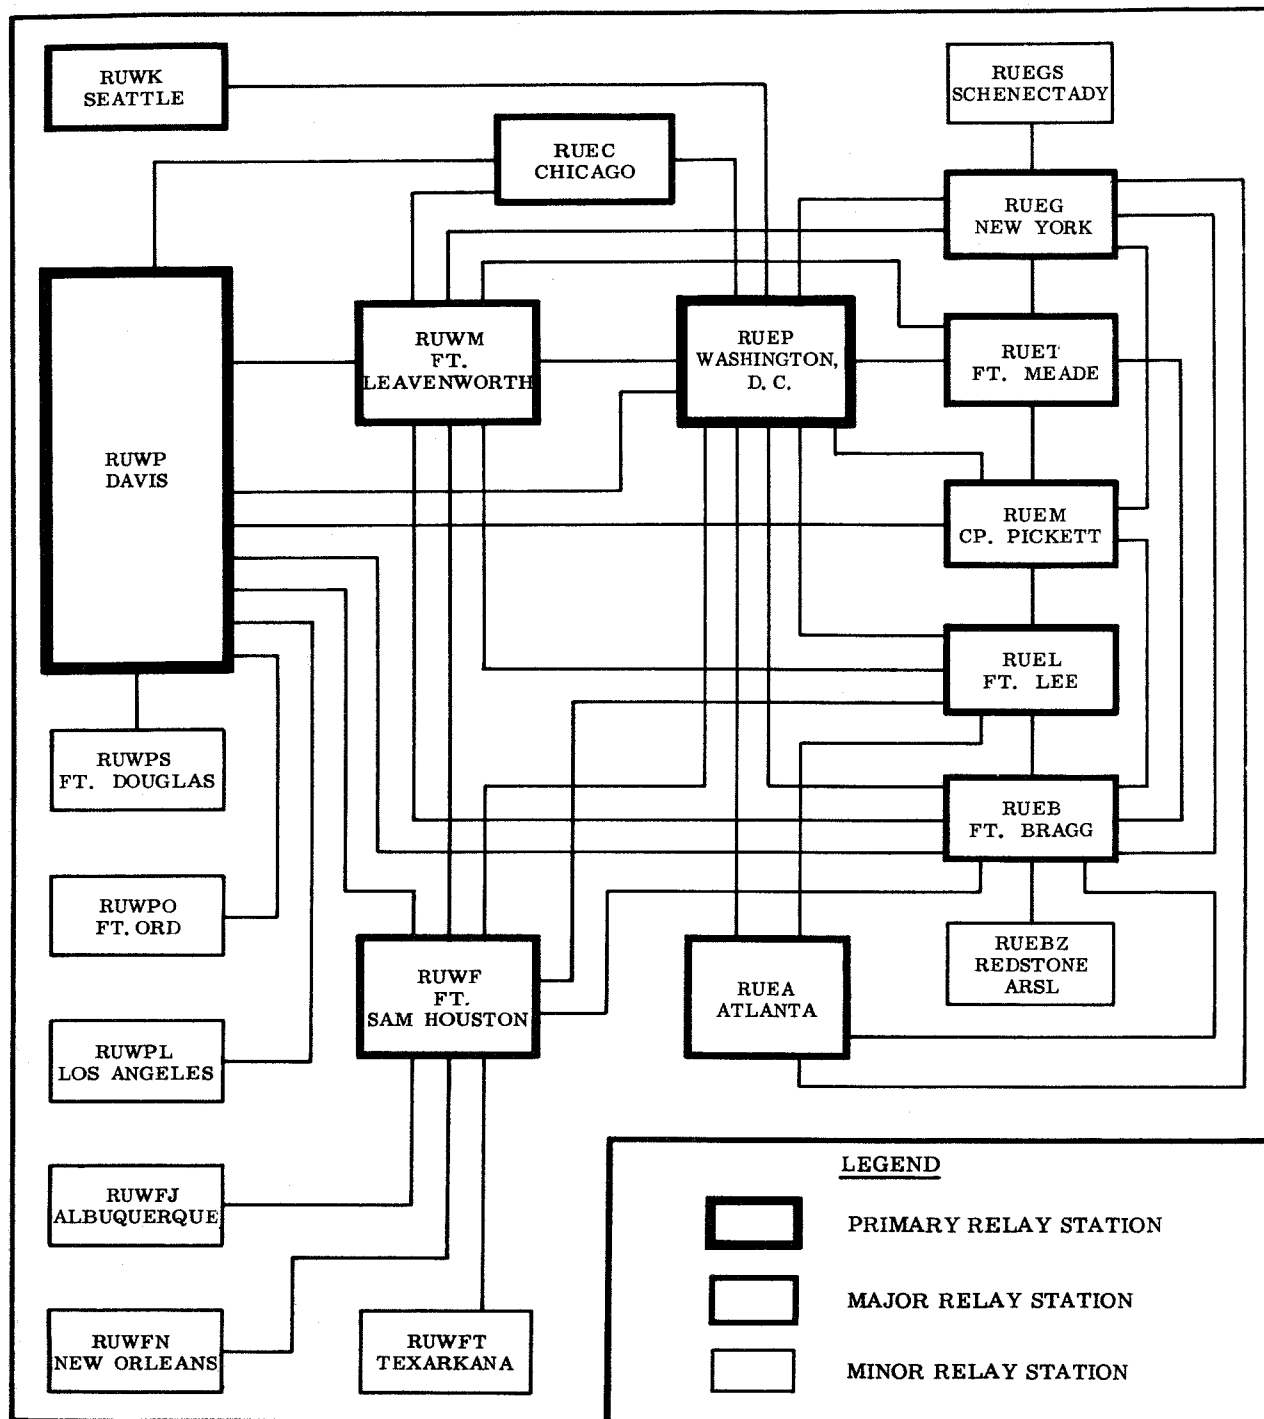 RUWK
SEATTLE
RUEGS
SCHENECTADY
RUEC
CHICAGO
RUEG
NEW YORK
RUWM
FT.
LEAVENWORTH
RUEP
WASHINGTON,
D. C.
RUET
FT. MEADE
RUWP
DAVIS
RUEM
CP. PICKETT
RUEL
FT. LEE
RUWPS
FT. DOUGLAS
RUEB
FT. BRAGG
RUWPO
FT. ORD
RUWF
FT.
SAM HOUSTON
RUEA
ATLANTA
RUEBZ
REDSTONE
ARSL
RUWPL
LOS ANGELES
RUWFJ
ALBUQUERQUE
RUWFN
NEW ORLEANS
RUWFT
TEXARKANA
LEGEND
PRIMARY RELAY STATION
MAJOR RELAY STATION
MINOR RELAY STATION